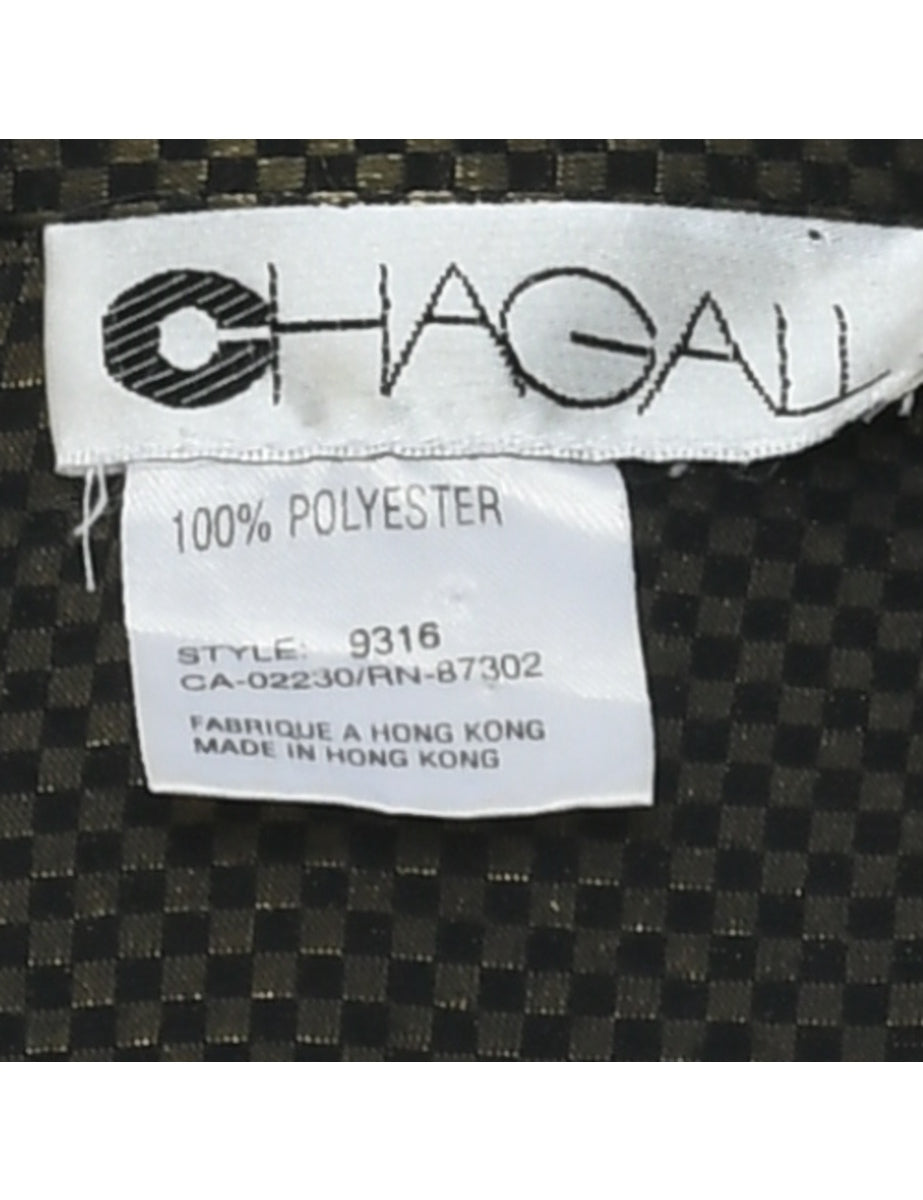 CHAGALL
100% POLYESTER
STYLE: 9316
CA-02230/RN-87302
FABRIQUE A HONG KONG
MADE IN HONG KONG